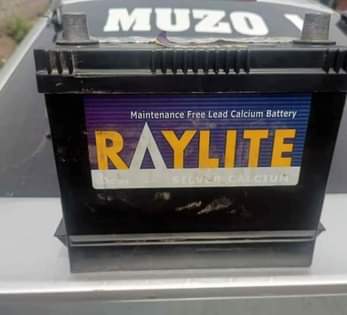 MUZO
Maintenance Free Lead Calcium Battery
RAYLITE
SILVER CALCIUM